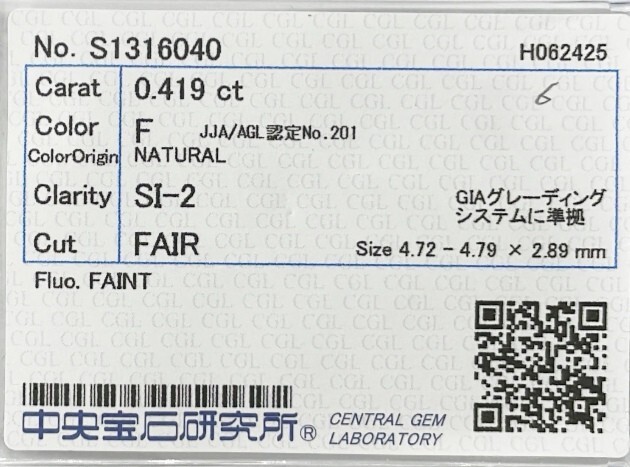 No. S1316040 H062425
Carat 0.419 ct 6
Color F JJA/AGL認定No.201
ColorOrigin NATURAL
Clarity SI-2 GIAグレーディング
システムに準拠
Cut FAIR Size 4.72 - 4.79 × 2.89 mm
Fluo. FAINT
中央宝石研究所® CENTRAL GEM
LABORATORY